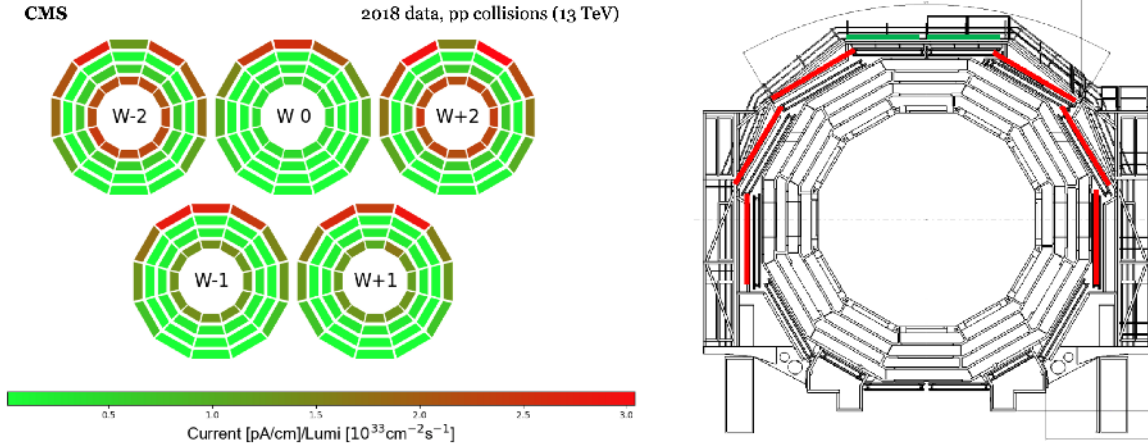 CMS 2018 data, pp collisions (13 TeV)
W-2 W 0 W+2
W-1 W+1
0.5 1.0 1.5 2.0 2.5 3.0
Current [pA/cm]/Lumi [10³³cm⁻²s⁻¹]